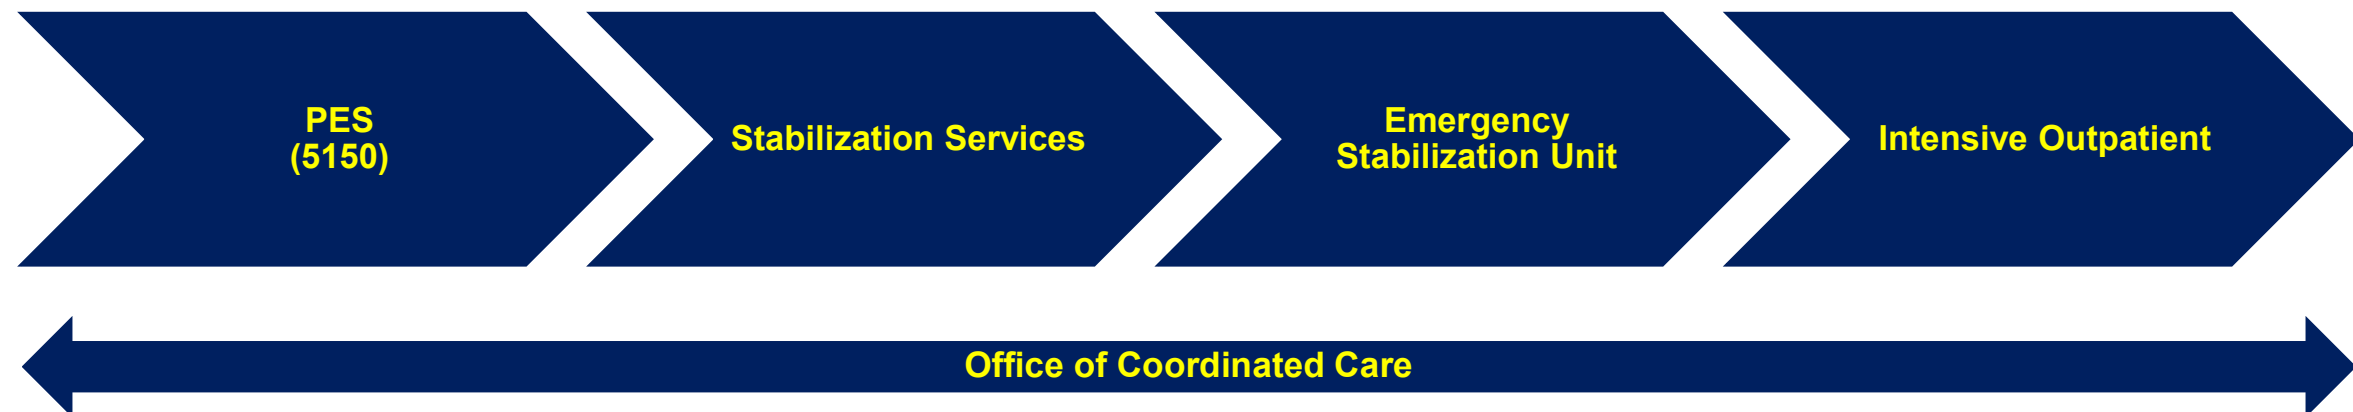 PES
(5150)
Stabilization Services
Emergency
Stabilization Unit
Intensive Outpatient
Office of Coordinated Care